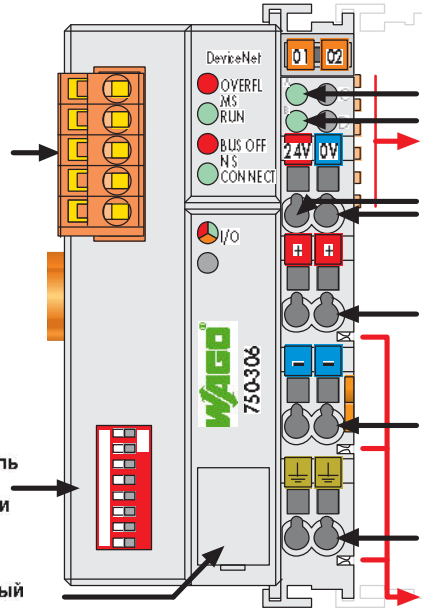 01 02
DeviceNet
A C
OVERFL
MS
RUN
B D
BUS OFF
NS
CONNECT
24V 0V
I/O
+ +
WAGO®
750-306
— —
ль
и
ый